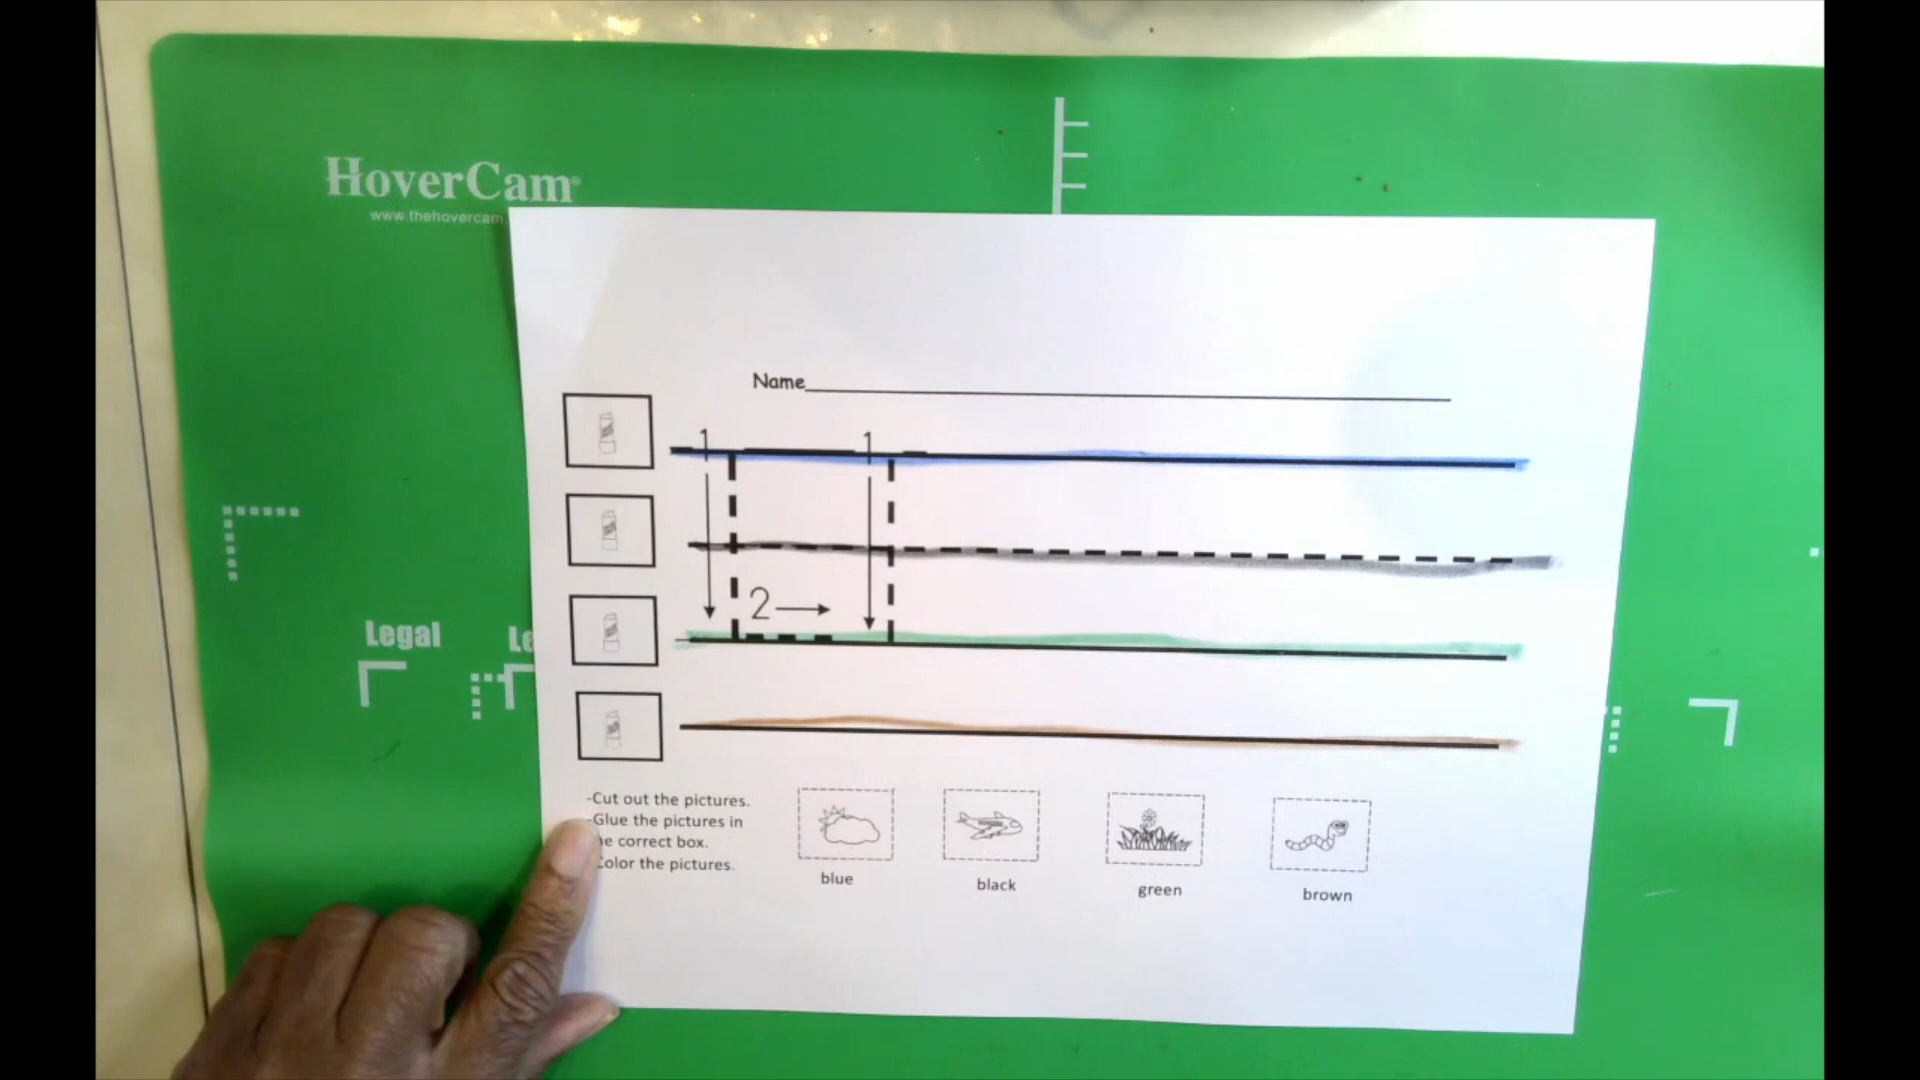 HoverCam
www.thehovercam
Name
1 1
2
Legal Le
-Cut out the pictures.
-Glue the pictures in
he correct box.
Color the pictures.
blue black green brown